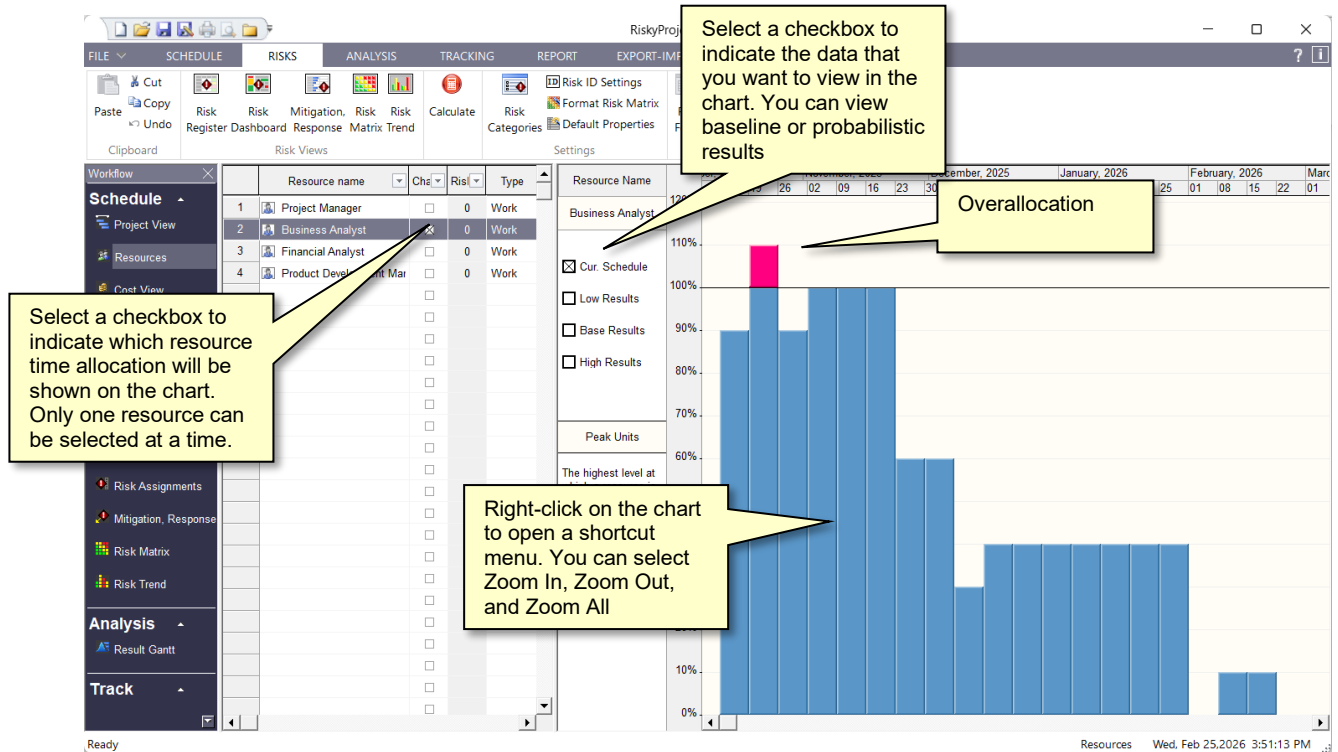 RiskyProj
FILE SCHEDULE RISKS ANALYSIS TRACKING REPORT EXPORT-IM ?
Paste
Cut
Copy
Undo
Clipboard
Risk Register
Risk Dashboard
Mitigation, Response
Risk Matrix
Risk Trend
Risk Views
Calculate
Risk Categories
ID Risk ID Settings
Format Risk Matrix
Default Properties
Settings
Select a checkbox to
indicate the data that
you want to view in the
chart. You can view
baseline or probabilistic
results
Workflow
Schedule
Project View
Resources
Cost View
Select a checkbox to
indicate which resource
time allocation will be
shown on the chart.
Only one resource can
be selected at a time.
Risk Assignments
Mitigation, Response
Risk Matrix
Risk Trend
Analysis
Result Gantt
Track
Resource name Cha Risk Type
1 Project Manager 0 Work
2 Business Analyst 0 Work
3 Financial Analyst 0 Work
4 Product Development Mar 0 Work
Resource Name
Business Analyst
Cur. Schedule
Low Results
Base Results
High Results
Peak Units
The highest level at
January, 2026 February, 2026 Marc
26 02 09 16 23 30 25 01 08 15 22 01
Overallocation
110%
100%
90%
80%
70%
60%
Right-click on the chart
to open a shortcut
menu. You can select
Zoom In, Zoom Out,
and Zoom All
10%
0%
Ready
Resources Wed, Feb 25,2026 3:51:13 PM